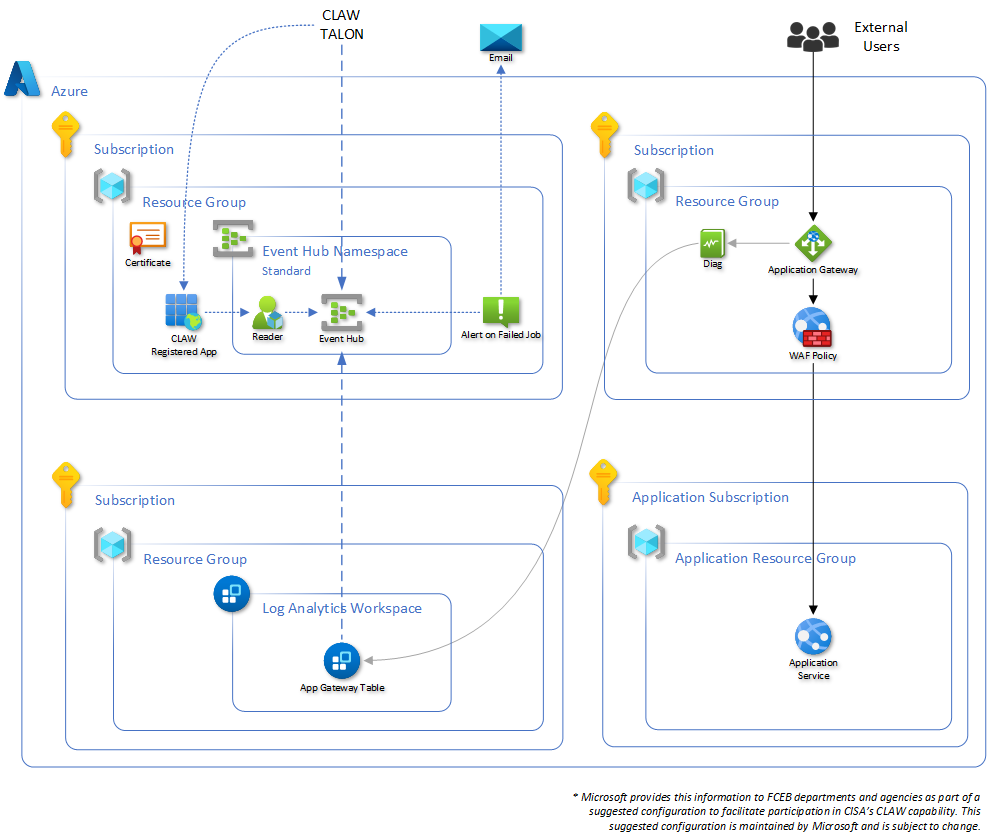 CLAW
TALON
Email
External
Users
Azure
Subscription
Resource Group
Certificate
Event Hub Namespace
Standard
CLAW
Registered App
Reader
Event Hub
Alert on Failed Job
Subscription
Resource Group
Diag
Application Gateway
WAF Policy
Subscription
Resource Group
Log Analytics Workspace
App Gateway Table
Application Subscription
Application Resource Group
Application
Service
* Microsoft provides this information to FCEB departments and agencies as part of a
suggested configuration to facilitate participation in CISA's CLAW capability. This
suggested configuration is maintained by Microsoft and is subject to change.